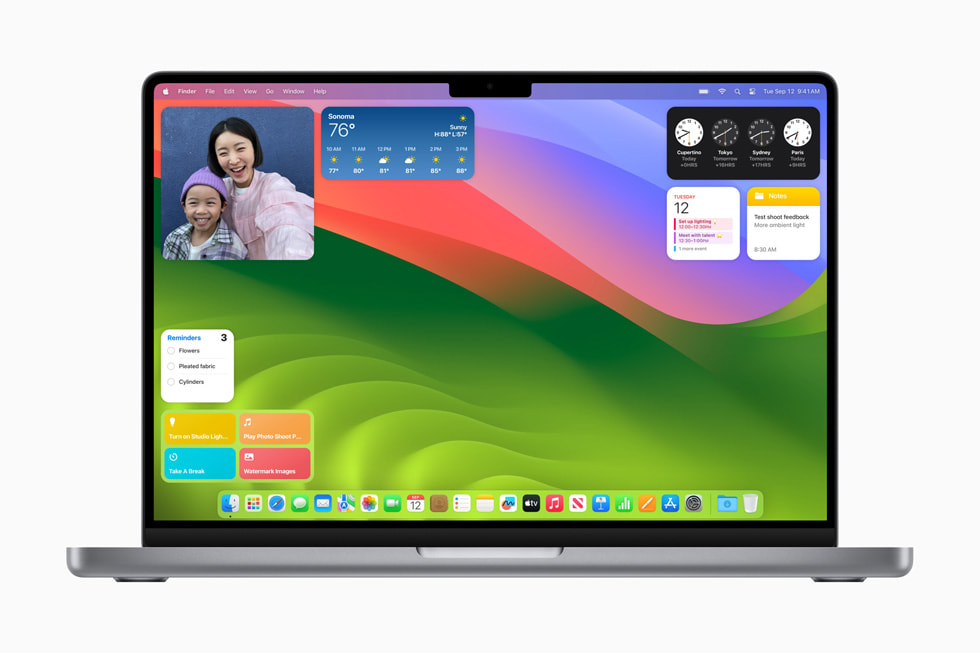 Finder File Edit View Go Window Help
Tue Sep 12 9:41AM
Sonoma
76°
Sunny
H:88° L:57°
10 AM 11 AM 12 PM 1 PM 2 PM 3 PM
77° 80° 81° 81° 85° 88°
Cupertino Tokyo Sydney Paris
Today Tomorrow Tomorrow Today
+0HRS +16HRS +17HRS +9HRS
TUESDAY
12
Set up lighting
12:00–12:30PM
Meet with talent
12:30–1:00PM
1 more event
Notes
Test shoot feedback
More ambient light
8:30 AM
Reminders 3
Flowers
Pleated fabric
Cylinders
Turn on Studio Ligh...
Play Photo Shoot P...
Take A Break
Watermark Images
SEP
12
tv